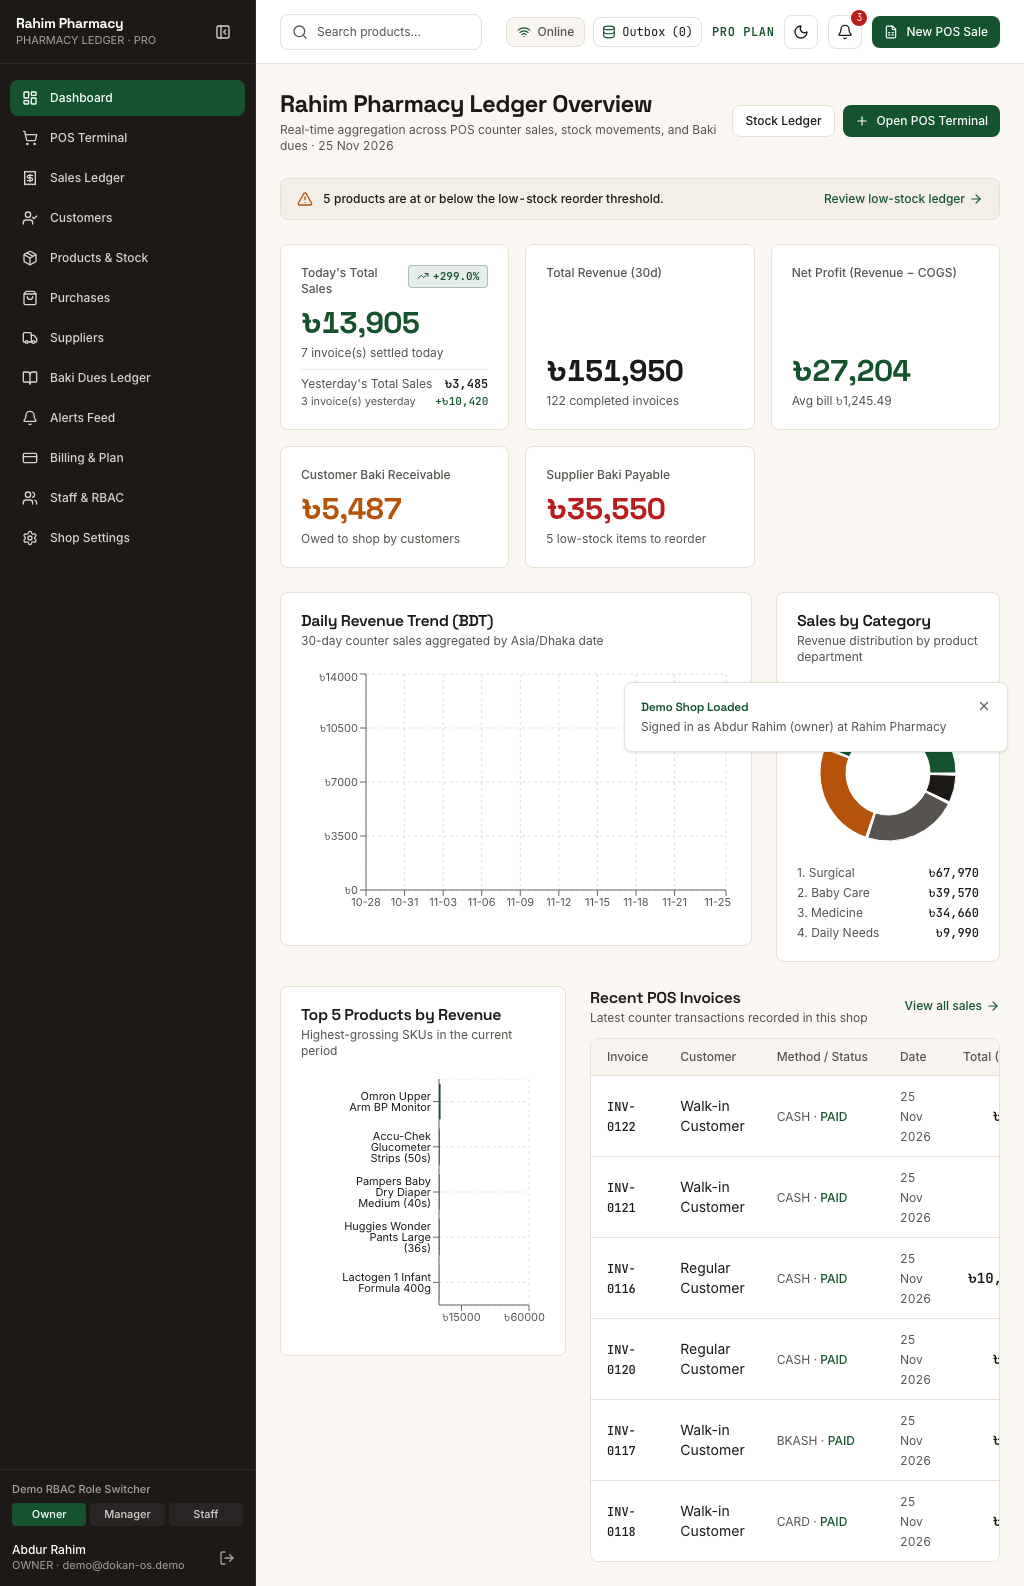 Rahim Pharmacy
PHARMACY LEDGER · PRO
Dashboard
POS Terminal
Sales Ledger
Customers
Products & Stock
Purchases
Suppliers
Baki Dues Ledger
Alerts Feed
Billing & Plan
Staff & RBAC
Shop Settings
Demo RBAC Role Switcher
Owner Manager Staff
Abdur Rahim
OWNER · demo@dokan-os.demo
Search products...
Online
Outbox (0)
PRO PLAN
3
New POS Sale
Rahim Pharmacy Ledger Overview
Real-time aggregation across POS counter sales, stock movements, and Baki
dues · 25 Nov 2026
Stock Ledger
Open POS Terminal
5 products are at or below the low-stock reorder threshold.
Review low-stock ledger →
Today's Total
Sales
+299.0%
৳13,905
7 invoice(s) settled today
Yesterday's Total Sales ৳3,485
3 invoice(s) yesterday +৳10,420
Total Revenue (30d)
৳151,950
122 completed invoices
Net Profit (Revenue − COGS)
৳27,204
Avg bill ৳1,245.49
Customer Baki Receivable
৳5,487
Owed to shop by customers
Supplier Baki Payable
৳35,550
5 low-stock items to reorder
Daily Revenue Trend (BDT)
30-day counter sales aggregated by Asia/Dhaka date
৳14000
৳10500
৳7000
৳3500
৳0
10-28 10-31 11-03 11-06 11-09 11-12 11-15 11-18 11-21 11-25
Sales by Category
Revenue distribution by product
department
Demo Shop Loaded
Signed in as Abdur Rahim (owner) at Rahim Pharmacy
1. Surgical ৳67,970
2. Baby Care ৳39,570
3. Medicine ৳34,660
4. Daily Needs ৳9,990
Top 5 Products by Revenue
Highest-grossing SKUs in the current
period
Omron Upper
Arm BP Monitor
Accu-Chek
Glucometer
Strips (50s)
Pampers Baby
Dry Diaper
Medium (40s)
Huggies Wonder
Pants Large
(36s)
Lactogen 1 Infant
Formula 400g
৳15000 ৳60000
Recent POS Invoices
Latest counter transactions recorded in this shop
View all sales →
Invoice Customer Method / Status Date Total (
INV-
0122
Walk-in
Customer
CASH · PAID
25
Nov
2026
৳
INV-
0121
Walk-in
Customer
CASH · PAID
25
Nov
2026
৳
INV-
0116
Regular
Customer
CASH · PAID
25
Nov
2026
৳10,
INV-
0120
Regular
Customer
CASH · PAID
25
Nov
2026
৳
INV-
0117
Walk-in
Customer
BKASH · PAID
25
Nov
2026
৳
INV-
0118
Walk-in
Customer
CARD · PAID
25
Nov
2026
৳